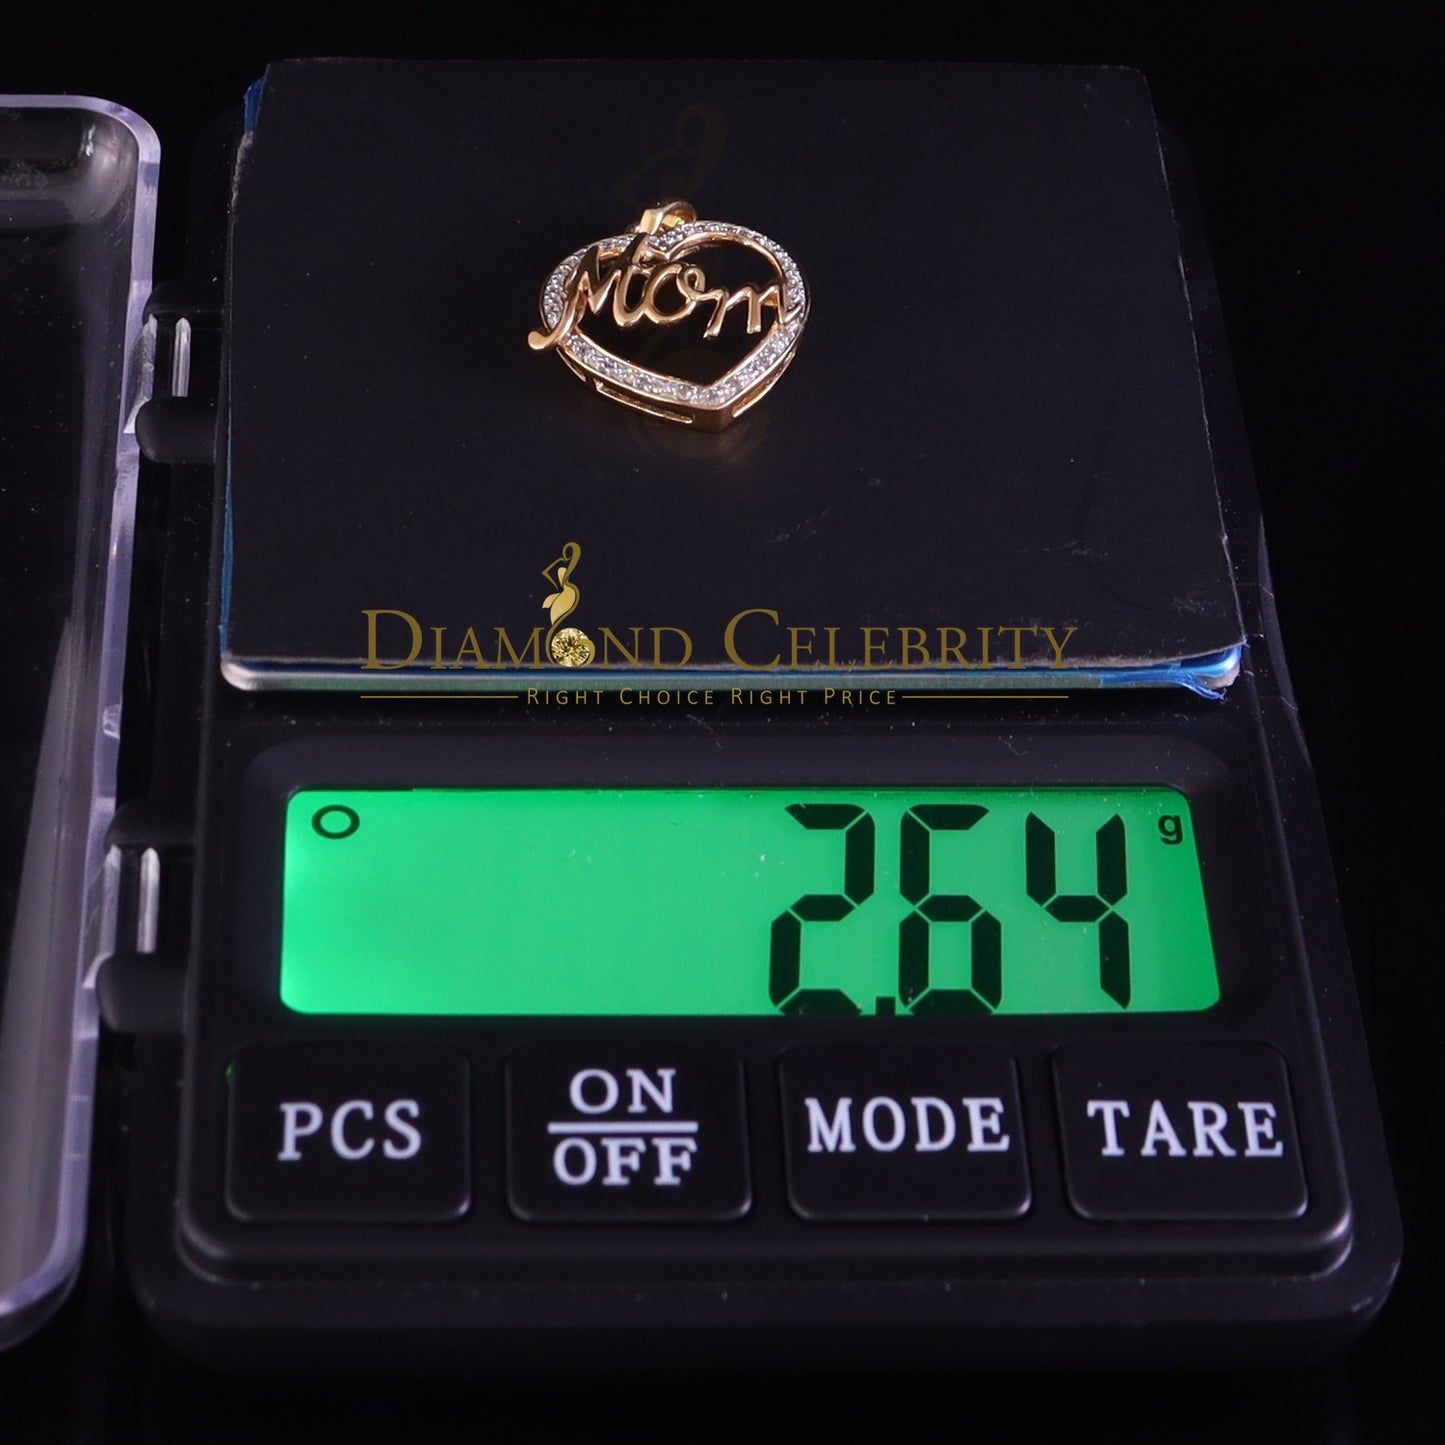 Mom
DIAMOND CELEBRITY
RIGHT CHOICE RIGHT PRICE
2.64 g
PCS
ON
OFF
MODE
TARE